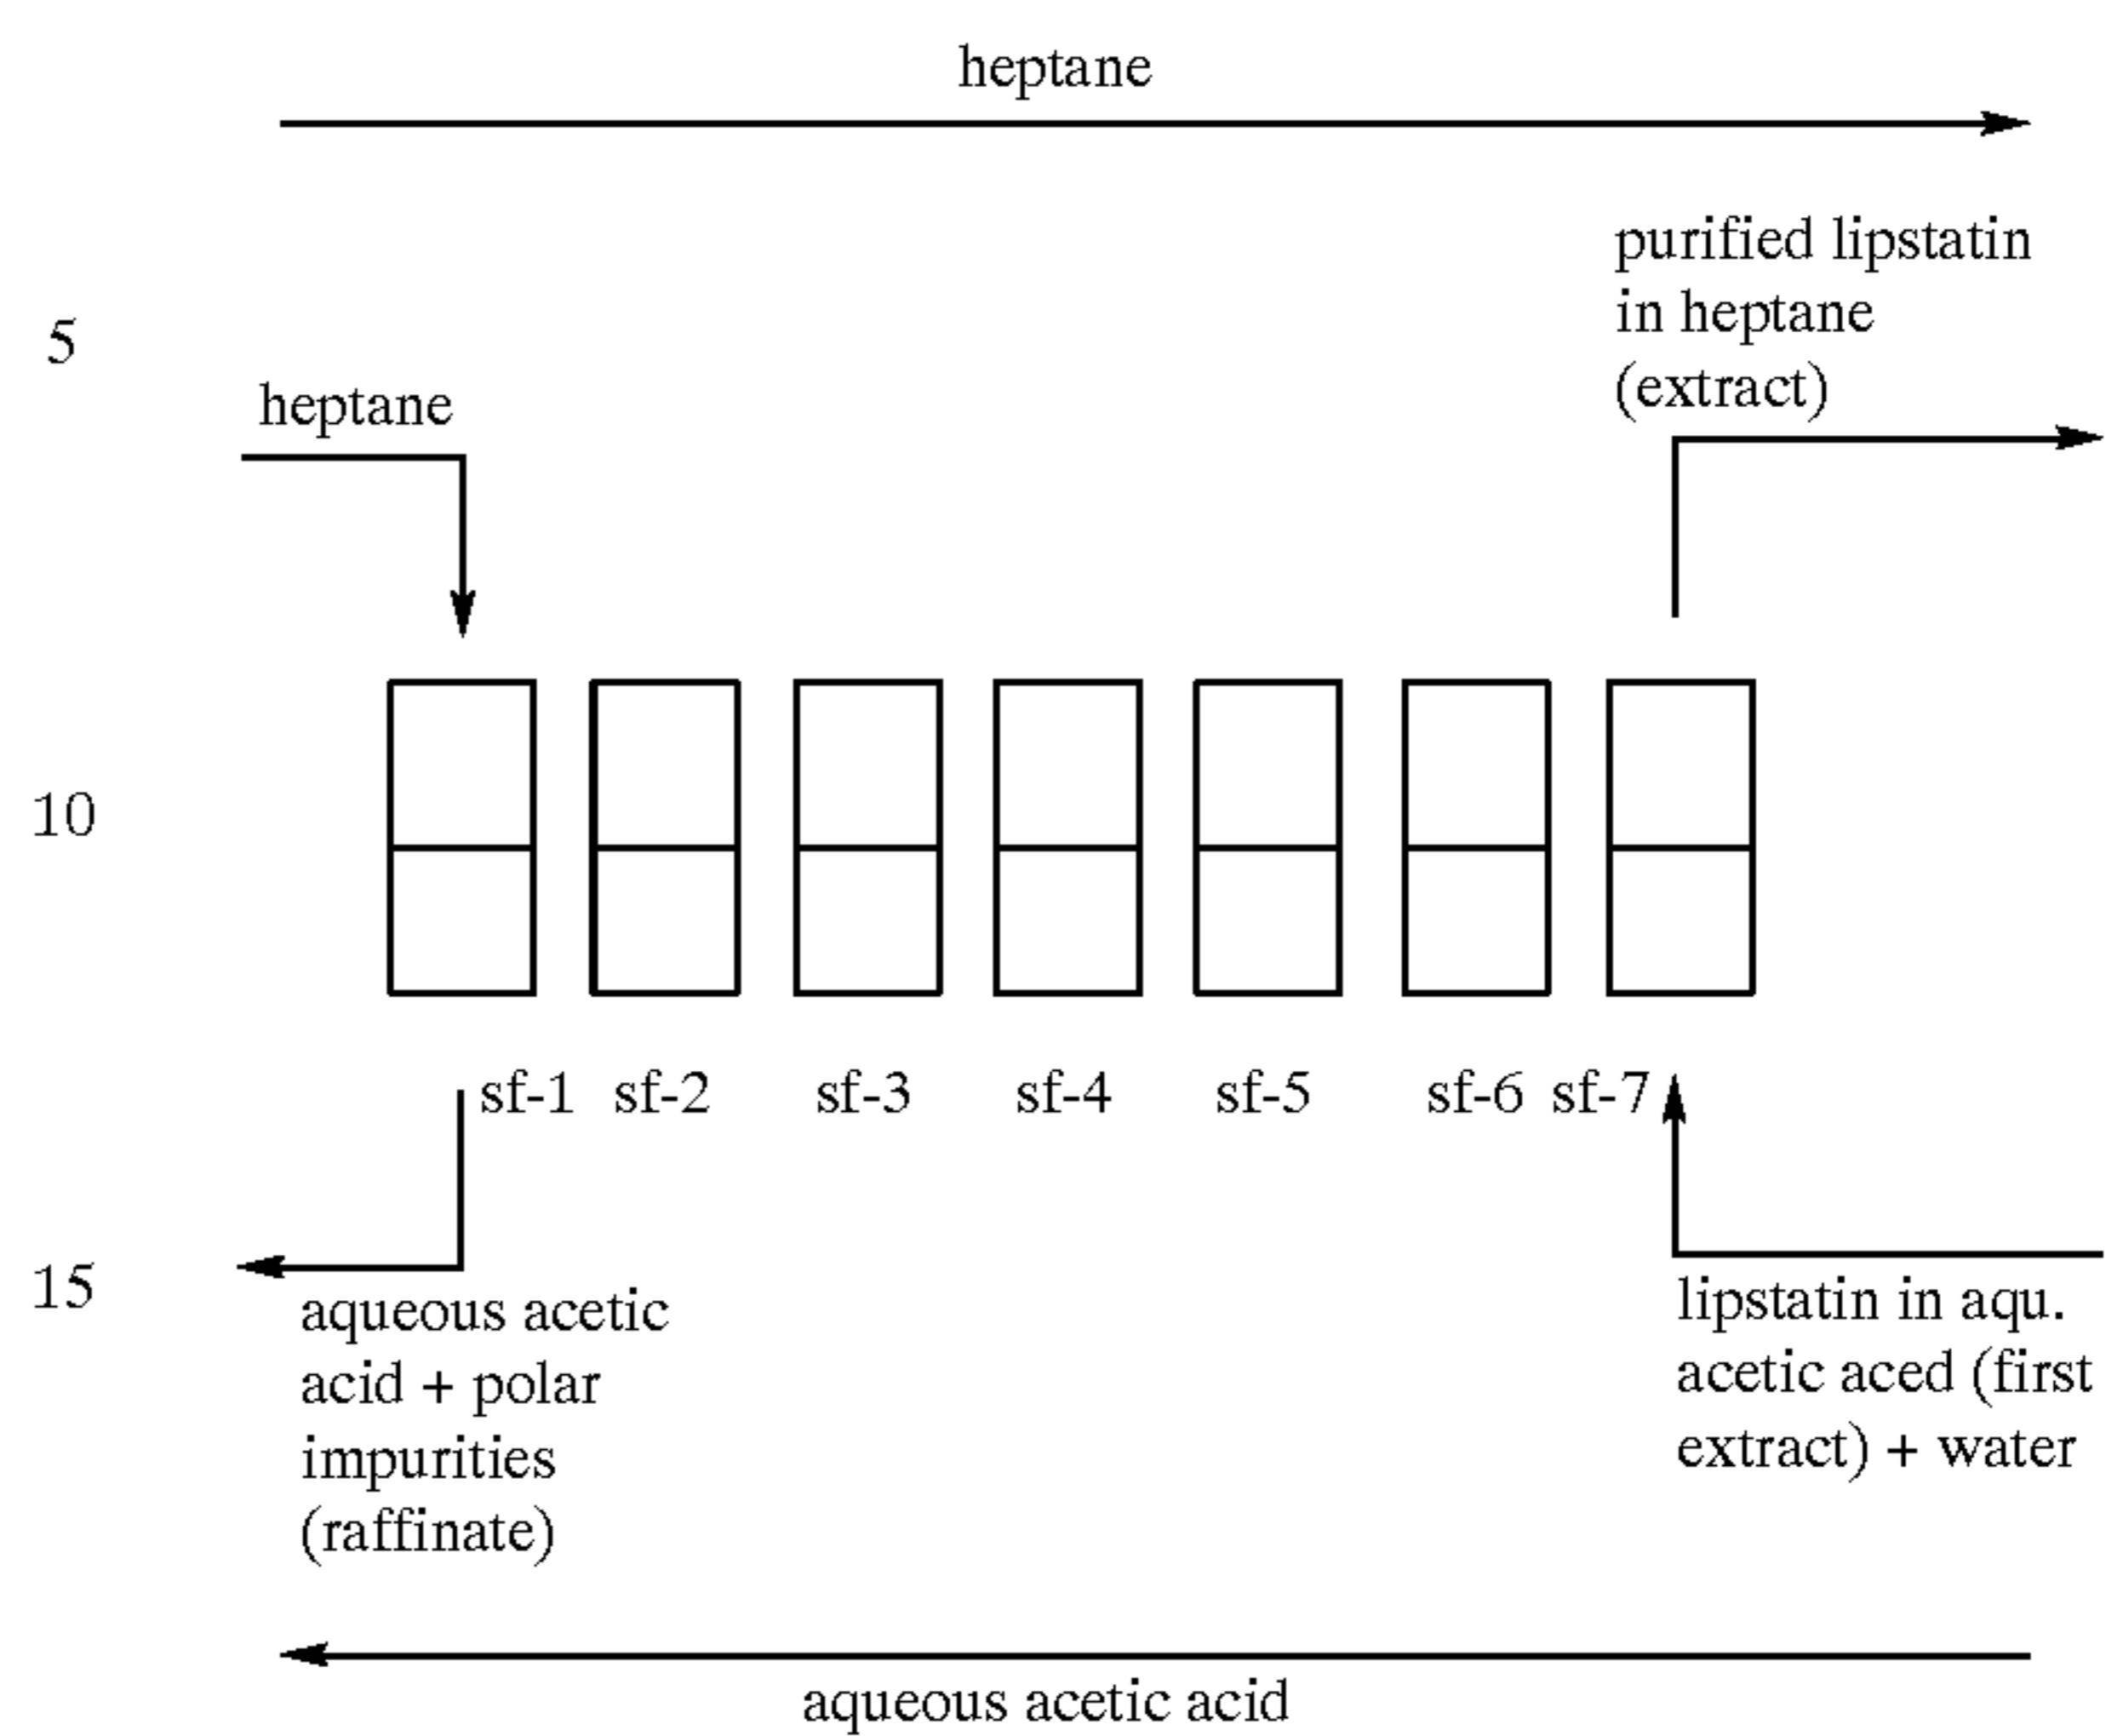 heptane
purified lipstatin
in heptane
(extract)
5
heptane
10
sf-1 sf-2 sf-3 sf-4 sf-5 sf-6 sf-7
15
aqueous acetic
acid + polar
impurities
(raffinate)
lipstatin in aqu.
acetic aced (first
extract) + water
aqueous acetic acid